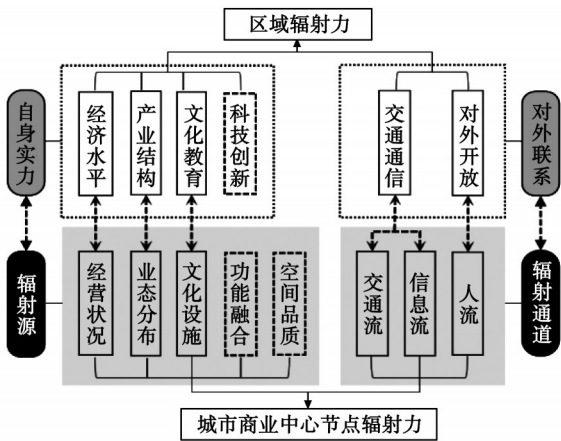 区域辐射力
自身实力
经济水平
产业结构
文化教育
科技创新
交通通信
对外开放
对外联系
辐射源
经营状况
业态分布
文化设施
功能融合
空间品质
交通流
信息流
人流
辐射通道
城市商业中心节点辐射力